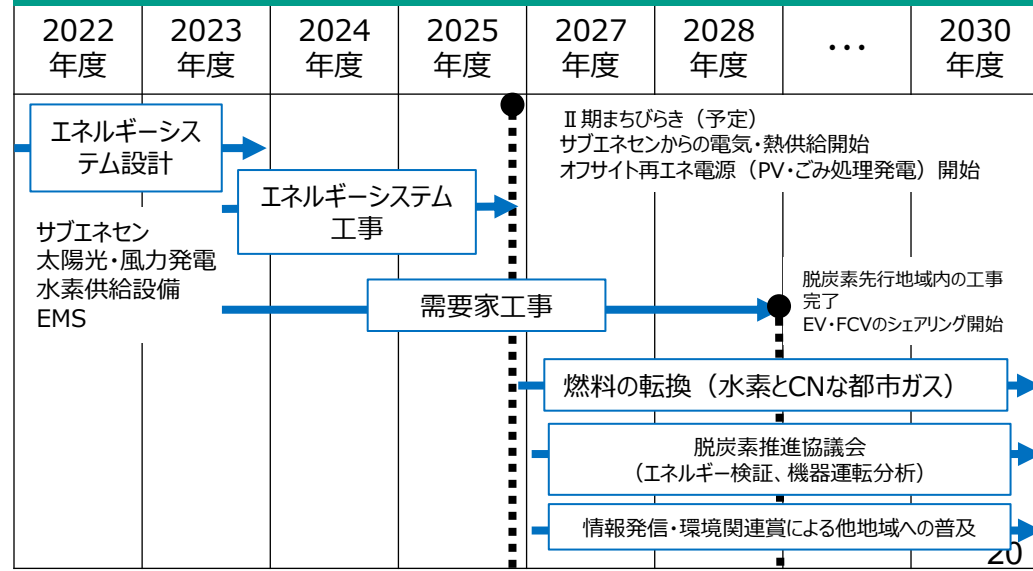 2022
年度
2023
年度
2024
年度
2025
年度
2027
年度
2028
年度
…
2030
年度
エネルギーシス
テム設計
サブエネセン
太陽光・風力発電
水素供給設備
EMS
エネルギーシステム
工事
Ⅱ期まちびらき（予定）
サブエネセンからの電気・熱供給開始
オフサイト再エネ電源（PV・ごみ処理発電）開始
需要家工事
脱炭素先行地域内の工事
完了
EV・FCVのシェアリング開始
燃料の転換（水素とCNな都市ガス）
脱炭素推進協議会
（エネルギー検証、機器運転分析）
情報発信・環境関連賞による他地域への普及
20